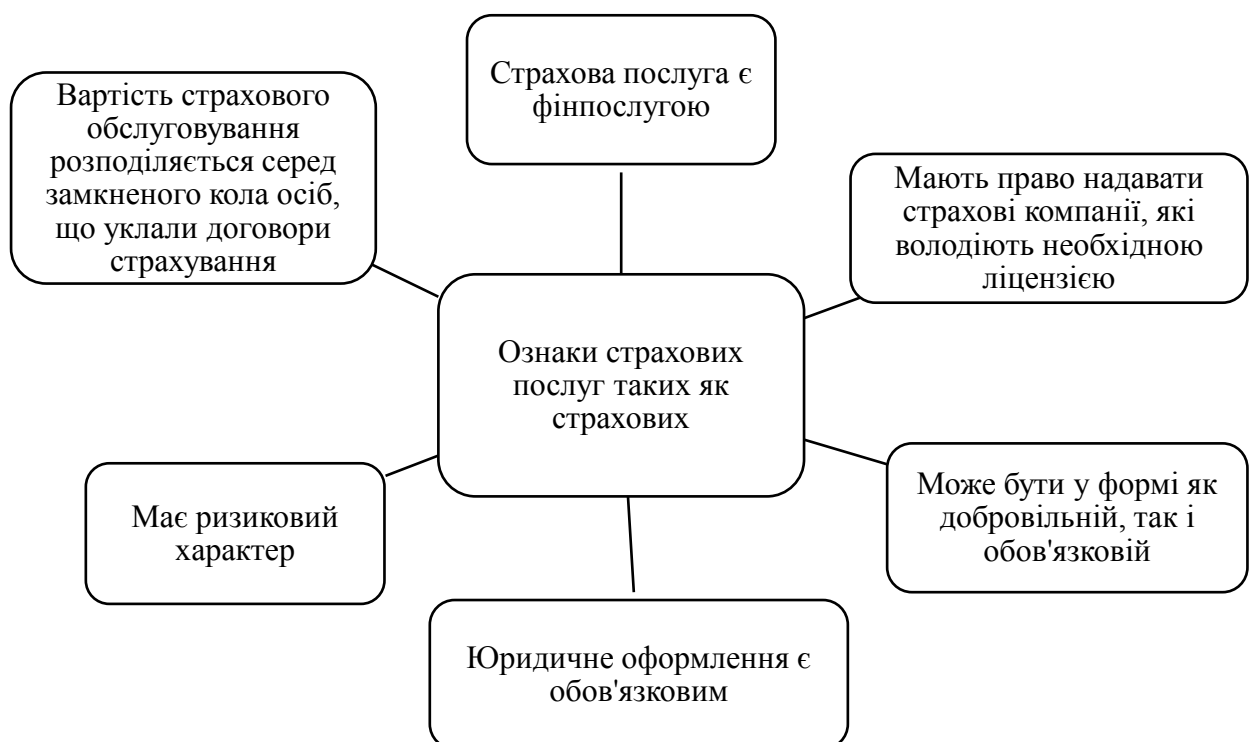 Страхова послуга є
фінпослугою
Вартість страхового
обслуговування
розподіляється серед
замкненого кола осіб,
що уклали договори
страхування
Мають право надавати
страхові компанії, які
володіють необхідною
ліцензією
Ознаки страхових
послуг таких як
страхових
Має ризиковий
характер
Може бути у формі як
добровільній, так і
обов'язковій
Юридичне оформлення є
обов'язковим